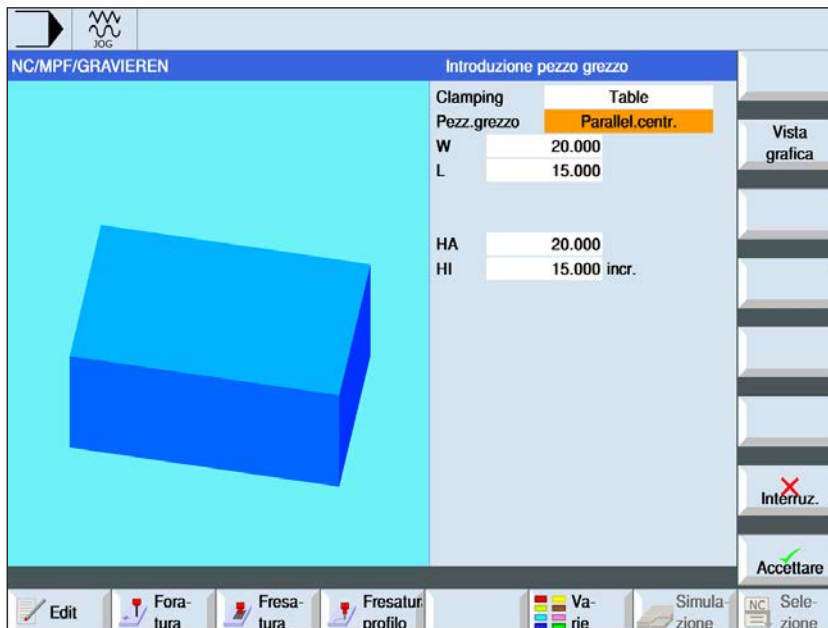 JOG
NC/MPF/GRAVIEREN
Introduzione pezzo grezzo
Clamping Table
Pezz.grezzo Parallel.centr.
W 20.000
L 15.000
HA 20.000
HI 15.000 incr.
Vista
grafica
Interruz.
Accettare
Edit
Fora-
tura
Fresa-
tura
Fresatur.
profilo
Va-
rie
Simula-
zione
NC
Sele-
zione